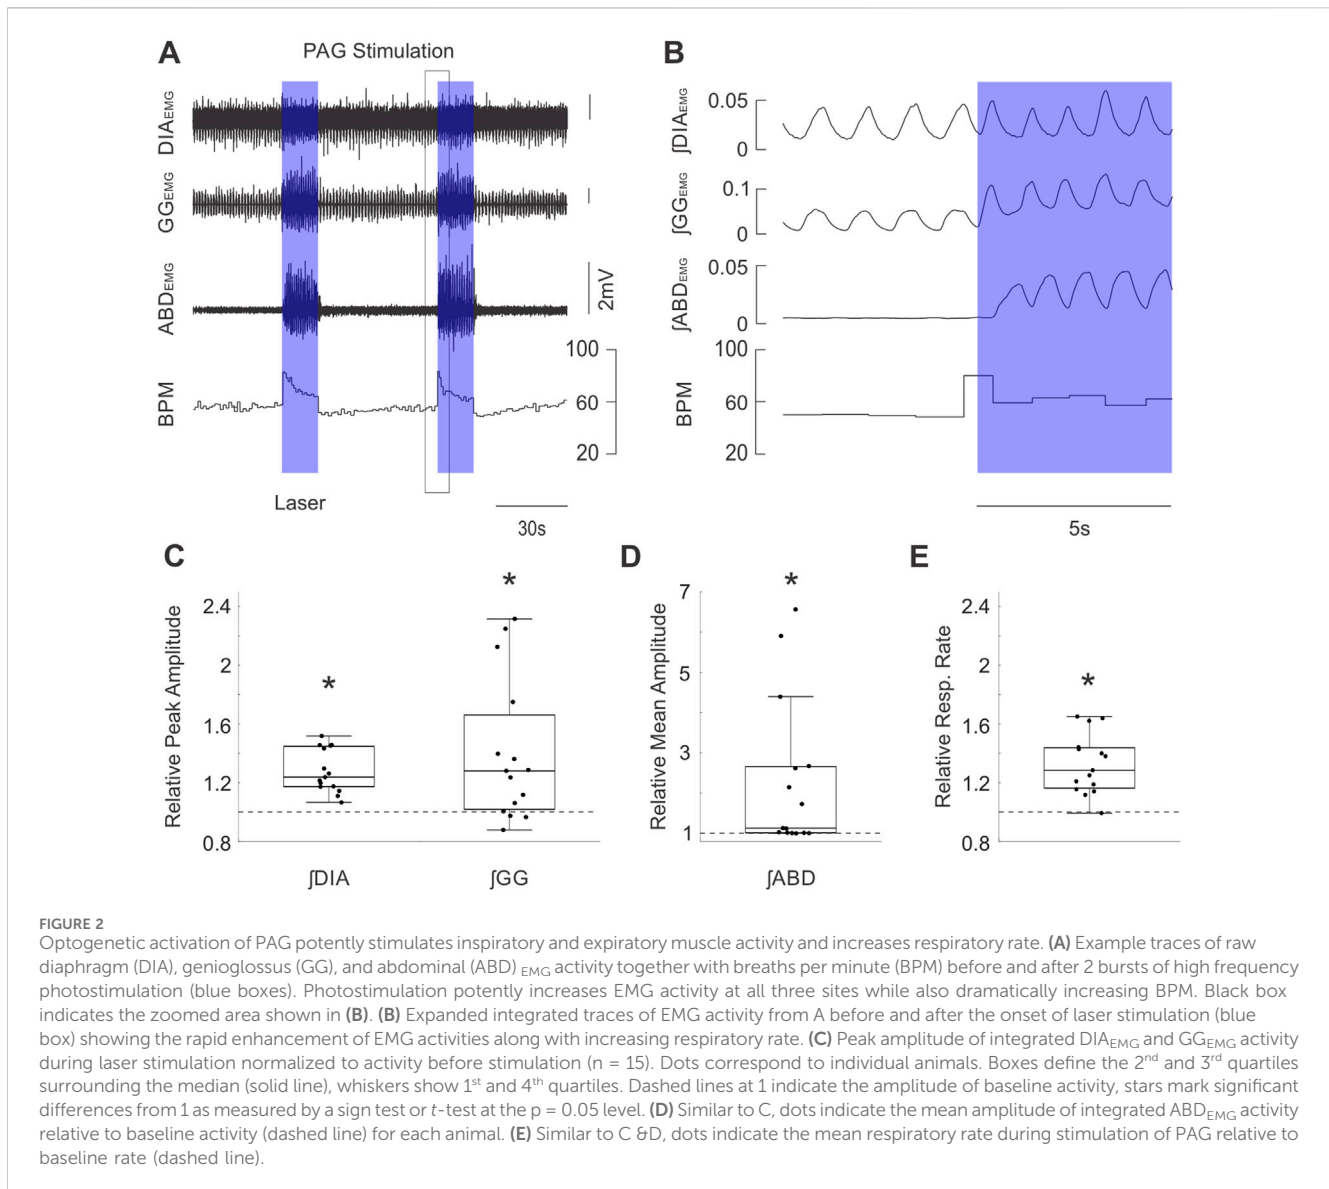 A
PAG Stimulation
DIAEMG
GGEMG
ABDEMG
2mV
BPM
100
60
20
Laser
30s
B
∫DIAEMG
0.05
0
∫GGEMG
0.1
0
∫ABDEMG
0.05
0
BPM
100
60
20
5s
C
Relative Peak Amplitude
2.4
2
1.6
1.2
0.8
*
*
∫DIA
∫GG
D
Relative Mean Amplitude
7
5
3
1
*
∫ABD
E
Relative Resp. Rate
2.4
2
1.6
1.2
0.8
*
FIGURE 2
Optogenetic activation of PAG potently stimulates inspiratory and expiratory muscle activity and increases respiratory rate. (A) Example traces of raw
diaphragm (DIA), genioglossus (GG), and abdominal (ABD) EMG activity together with breaths per minute (BPM) before and after 2 bursts of high frequency
photostimulation (blue boxes). Photostimulation potently increases EMG activity at all three sites while also dramatically increasing BPM. Black box
indicates the zoomed area shown in (B). (B) Expanded integrated traces of EMG activity from A before and after the onset of laser stimulation (blue
box) showing the rapid enhancement of EMG activities along with increasing respiratory rate. (C) Peak amplitude of integrated DIAEMG and GGEMG activity
during laser stimulation normalized to activity before stimulation (n = 15). Dots correspond to individual animals. Boxes define the 2nd and 3rd quartiles
surrounding the median (solid line), whiskers show 1st and 4th quartiles. Dashed lines at 1 indicate the amplitude of baseline activity, stars mark significant
differences from 1 as measured by a sign test or t-test at the p = 0.05 level. (D) Similar to C, dots indicate the mean amplitude of integrated ABDEMG activity
relative to baseline activity (dashed line) for each animal. (E) Similar to C &D, dots indicate the mean respiratory rate during stimulation of PAG relative to
baseline rate (dashed line).